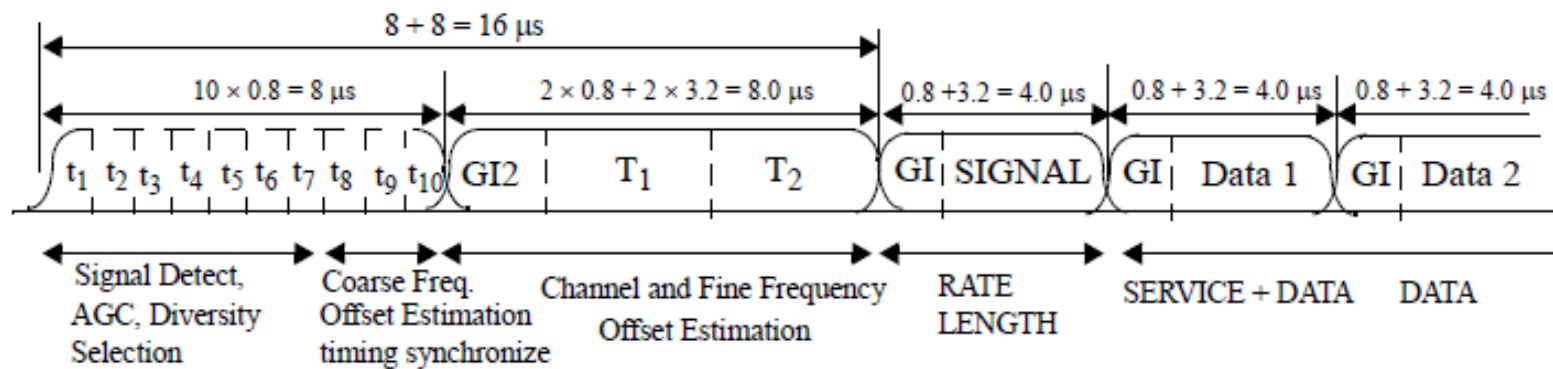 8 + 8 = 16 μs
10 × 0.8 = 8 μs
2 × 0.8 + 2 × 3.2 = 8.0 μs
0.8 +3.2 = 4.0 μs
0.8 + 3.2 = 4.0 μs
0.8 + 3.2 = 4.0 μs
t1 t2 t3 t4 t5 t6 t7 t8 t9 t10 GI2 T1 T2 GI SIGNAL GI Data 1 GI Data 2
Signal Detect,
AGC, Diversity
Selection
Coarse Freq.
Offset Estimation
timing synchronize
Channel and Fine Frequency
Offset Estimation
RATE
LENGTH
SERVICE + DATA
DATA